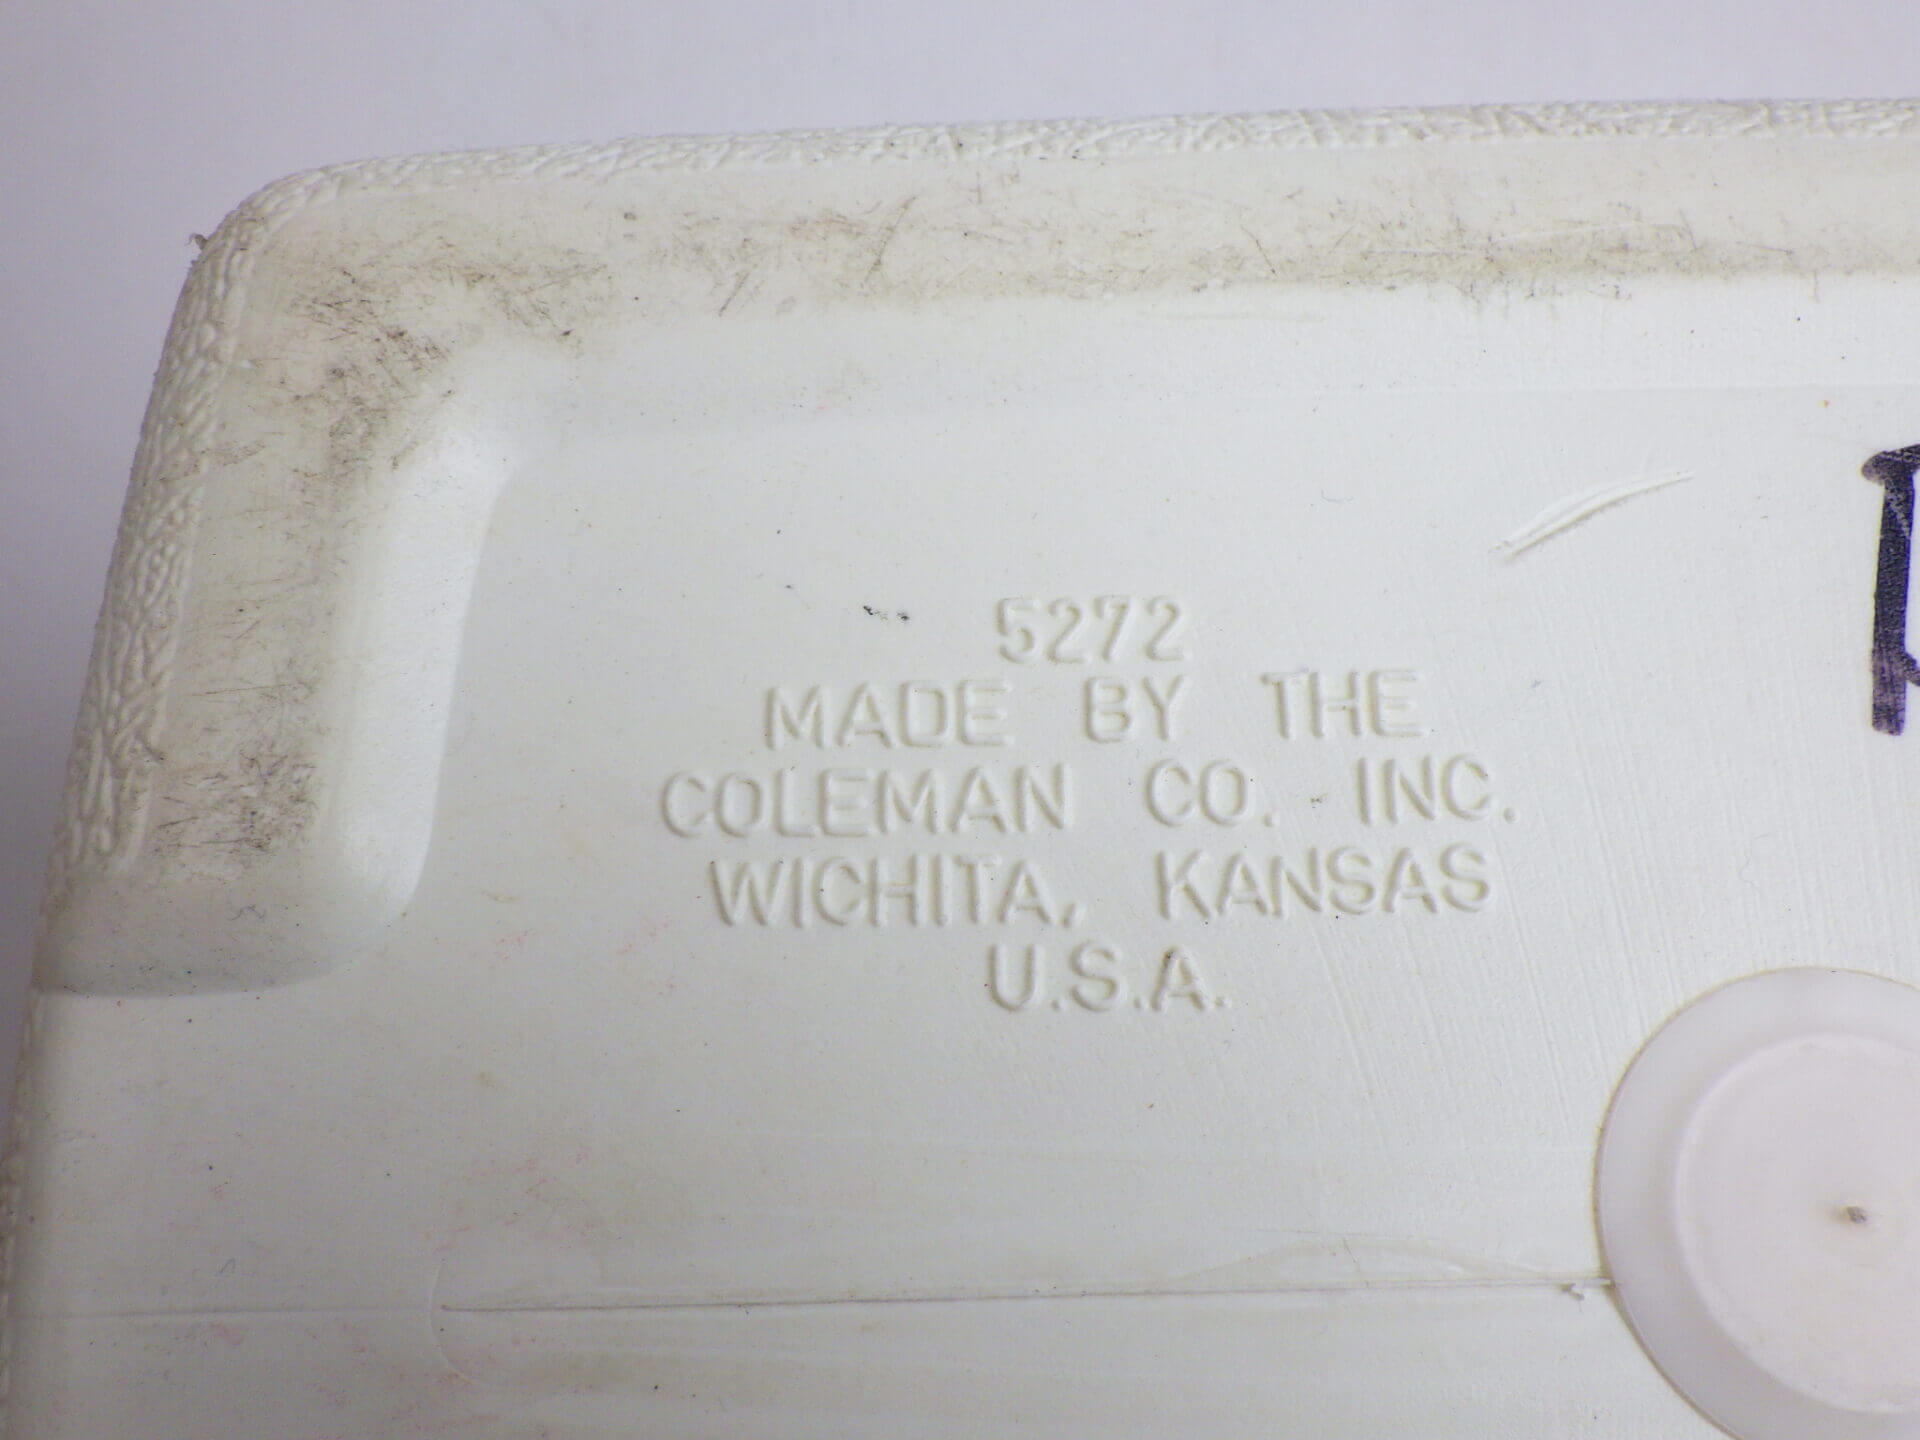 5272
MADE BY THE
COLEMAN CO. INC.
WICHITA, KANSAS
U.S.A.